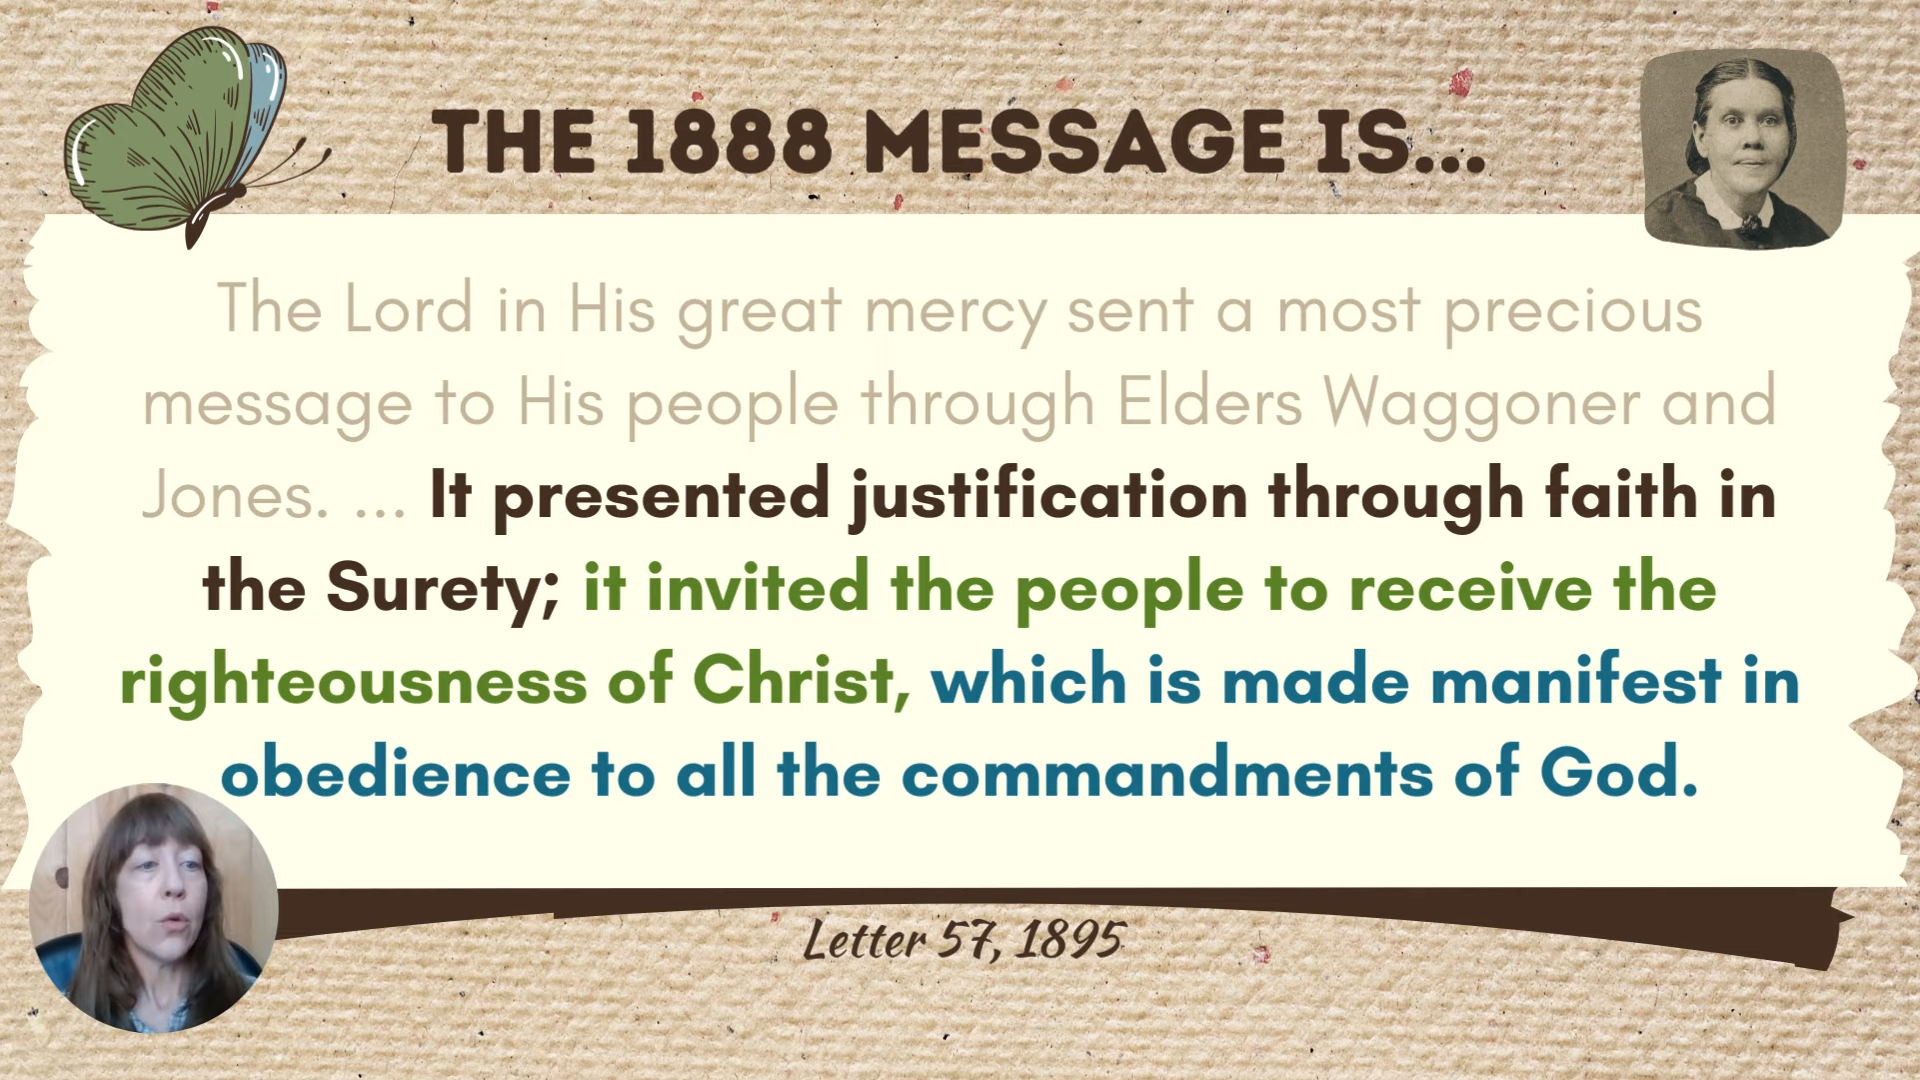 THE 1888 MESSAGE IS...
The Lord in His great mercy sent a most precious
message to His people through Elders Waggoner and
Jones. ... It presented justification through faith in
the Surety; it invited the people to receive the
righteousness of Christ, which is made manifest in
obedience to all the commandments of God.
Letter 57, 1895